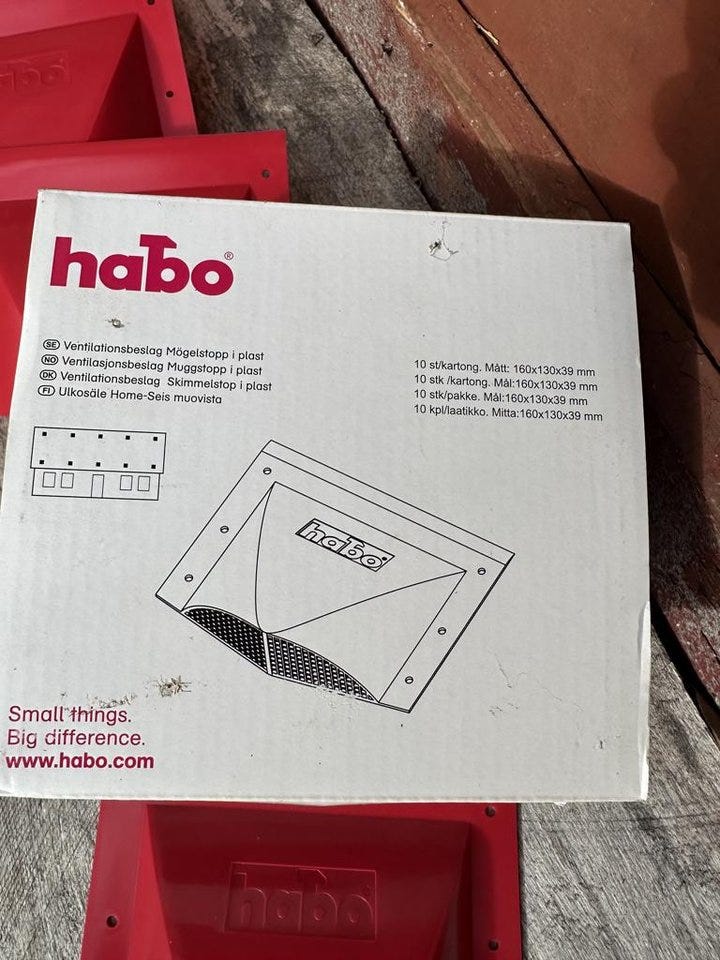 habo
habo®
SE Ventilationsbeslag Mögelstopp i plast
NO Ventilasjonsbeslag Muggstopp i plast
DK Ventilationsbeslag Skimmelstop i plast
FI Ulkosäle Home-Seis muovista
10 st/kartong. Mått: 160x130x39 mm
10 stk /kartong. Mål:160x130x39 mm
10 stk/pakke. Mål:160x130x39 mm
10 kpl/laatikko. Mitta:160x130x39 mm
habo
Small things.
Big difference.
www.habo.com
habo